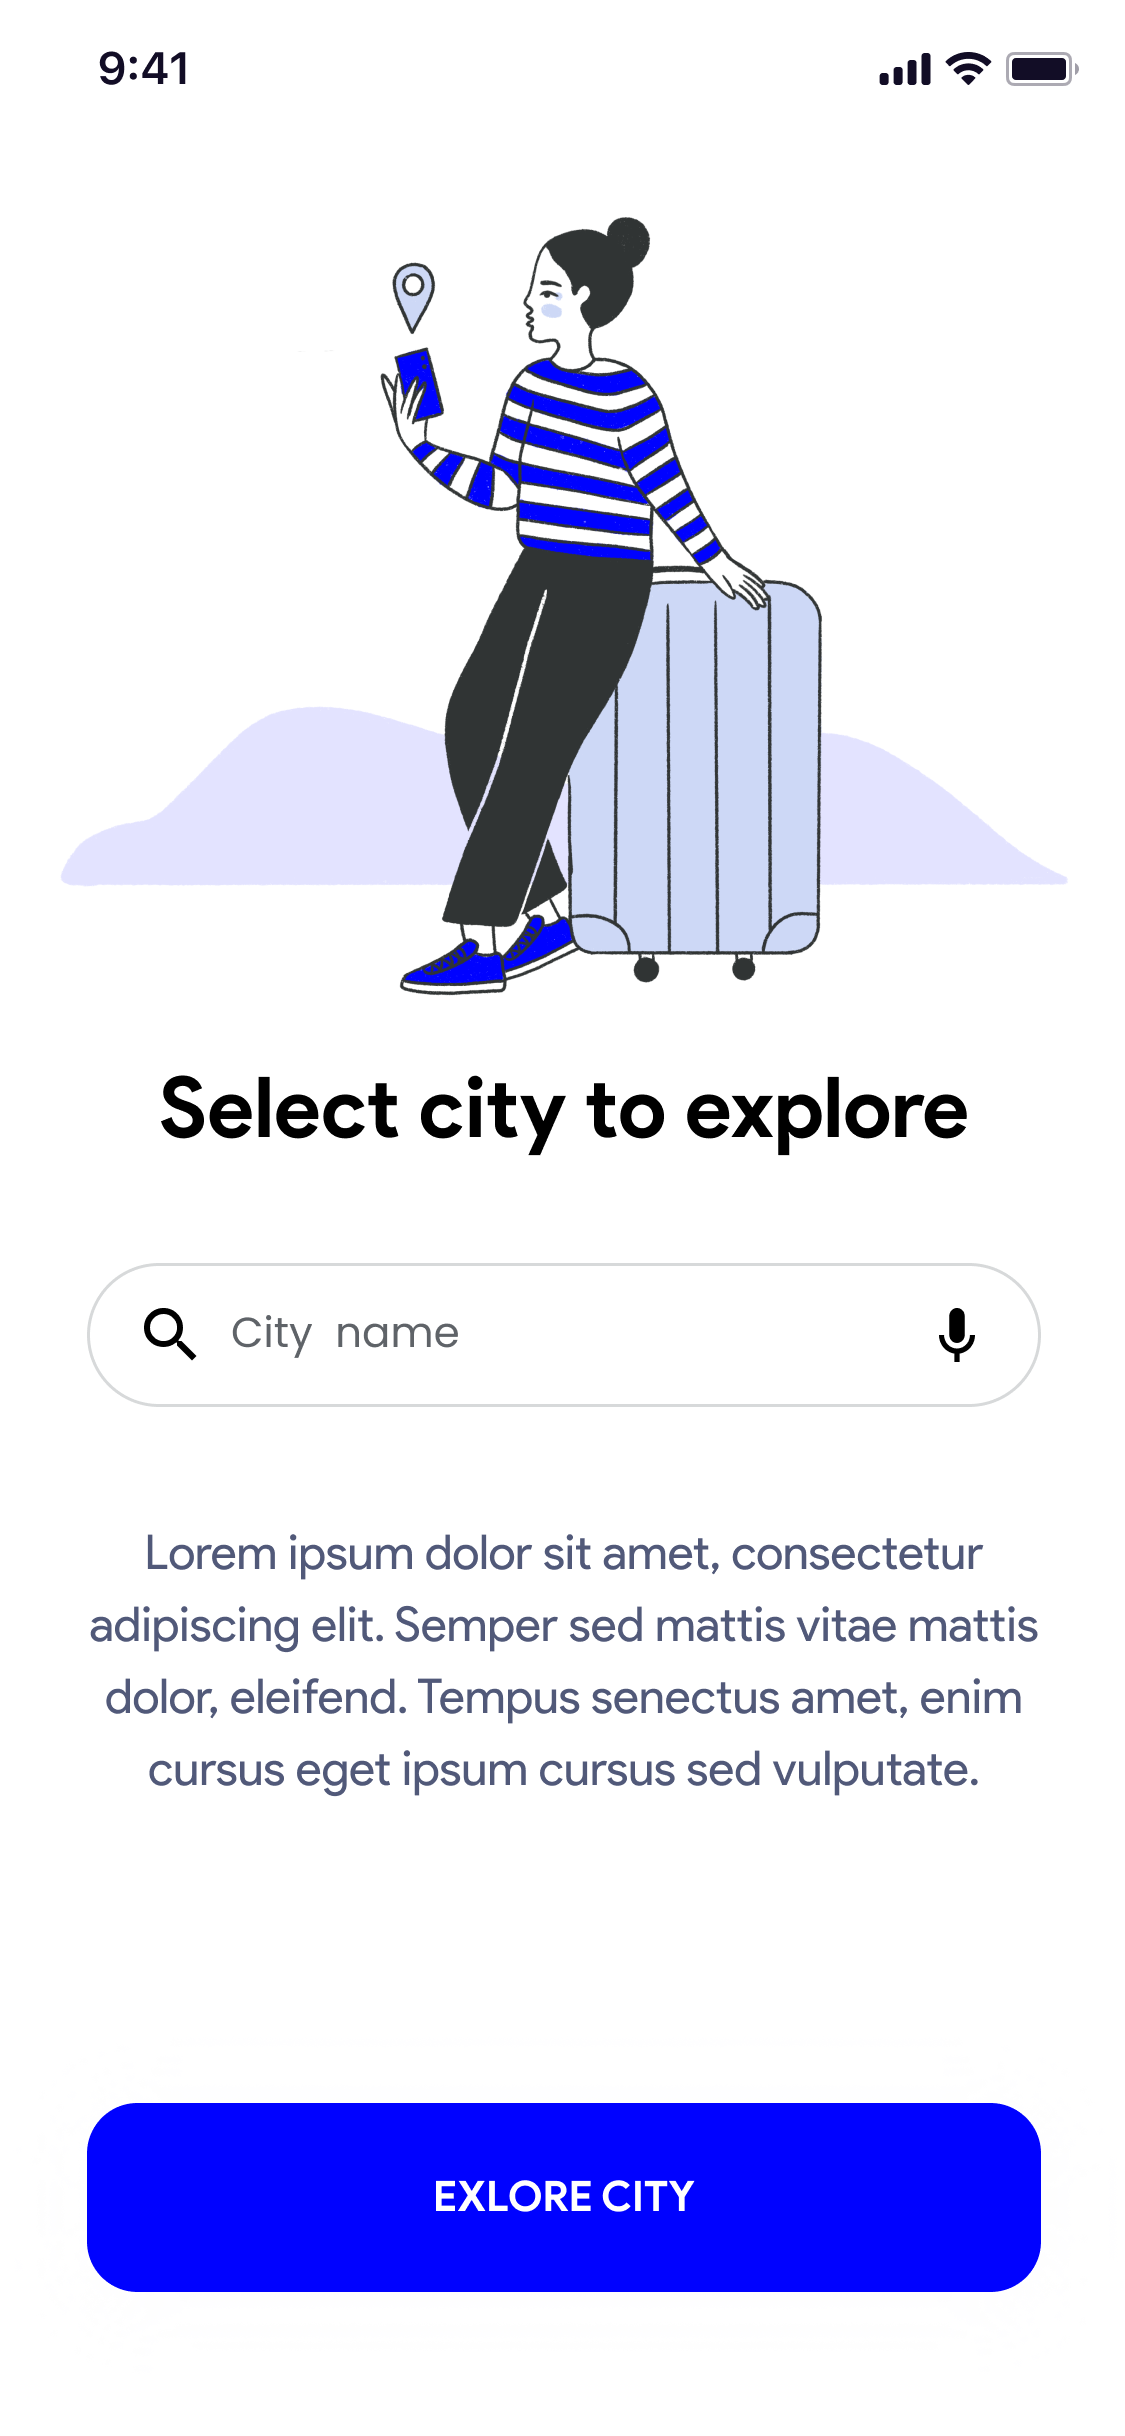 9:41
Select city to explore
City name
Lorem ipsum dolor sit amet, consectetur
adipiscing elit. Semper sed mattis vitae mattis
dolor, eleifend. Tempus senectus amet, enim
cursus eget ipsum cursus sed vulputate.
EXLORE CITY